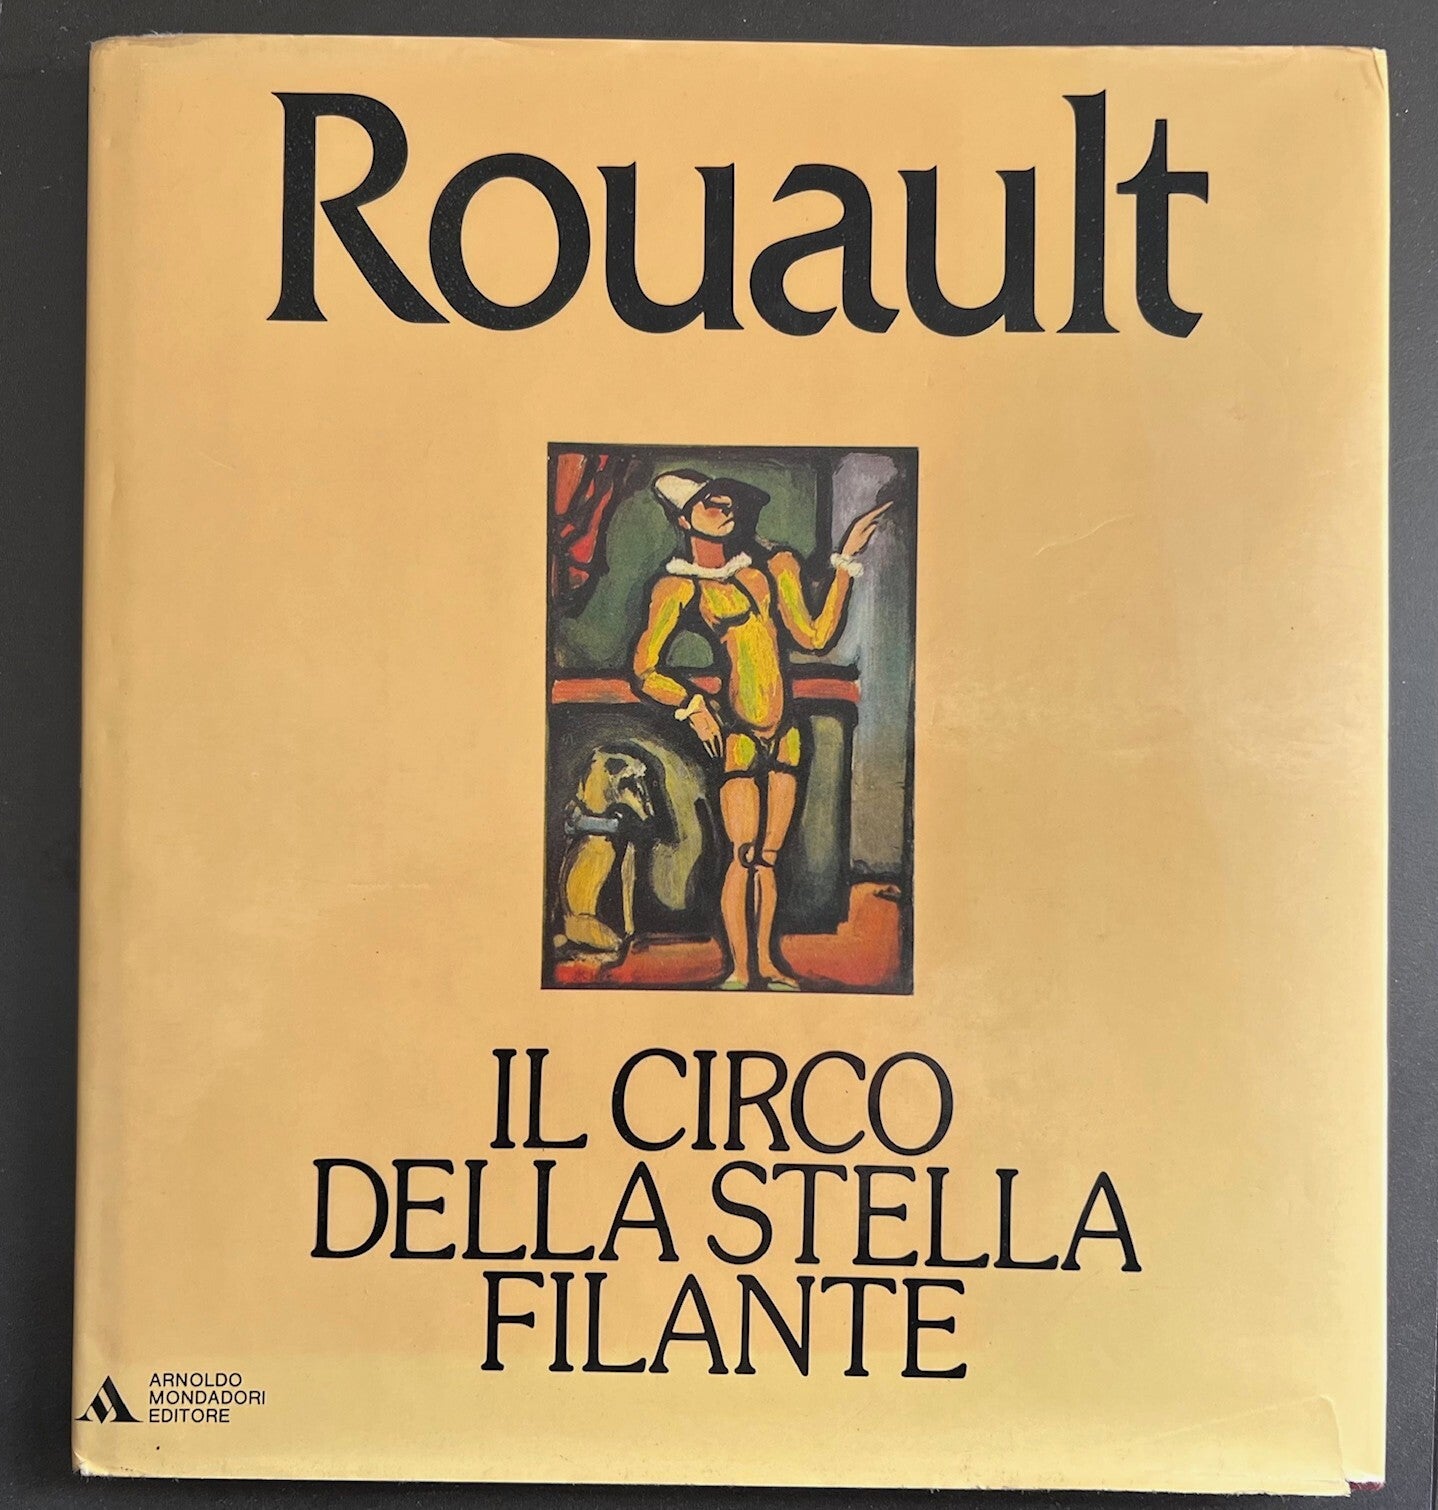 Rouault
IL CIRCO
DELLA STELLA
FILANTE
ARNOLDO
MONDADORI
EDITORE